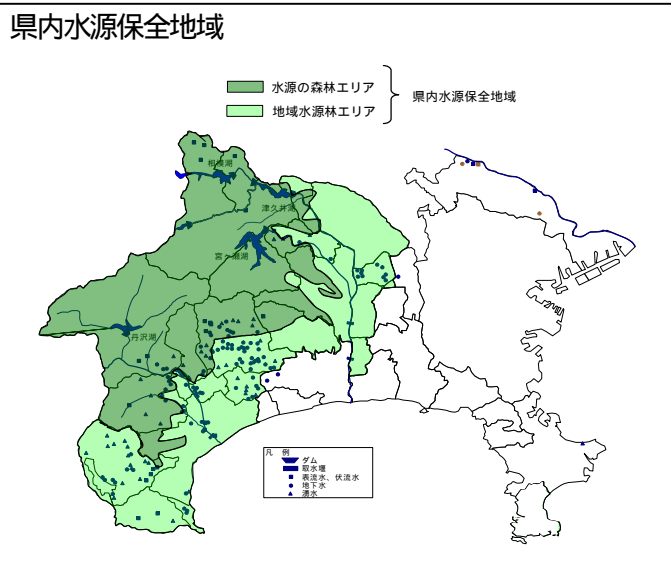 県内水源保全地域
水源の森林エリア
地域水源林エリア
県内水源保全地域
相模湖
津久井湖
宮ヶ瀬湖
丹沢湖
凡 例
ダム
取水堰
表流水、伏流水
地下水
湧水